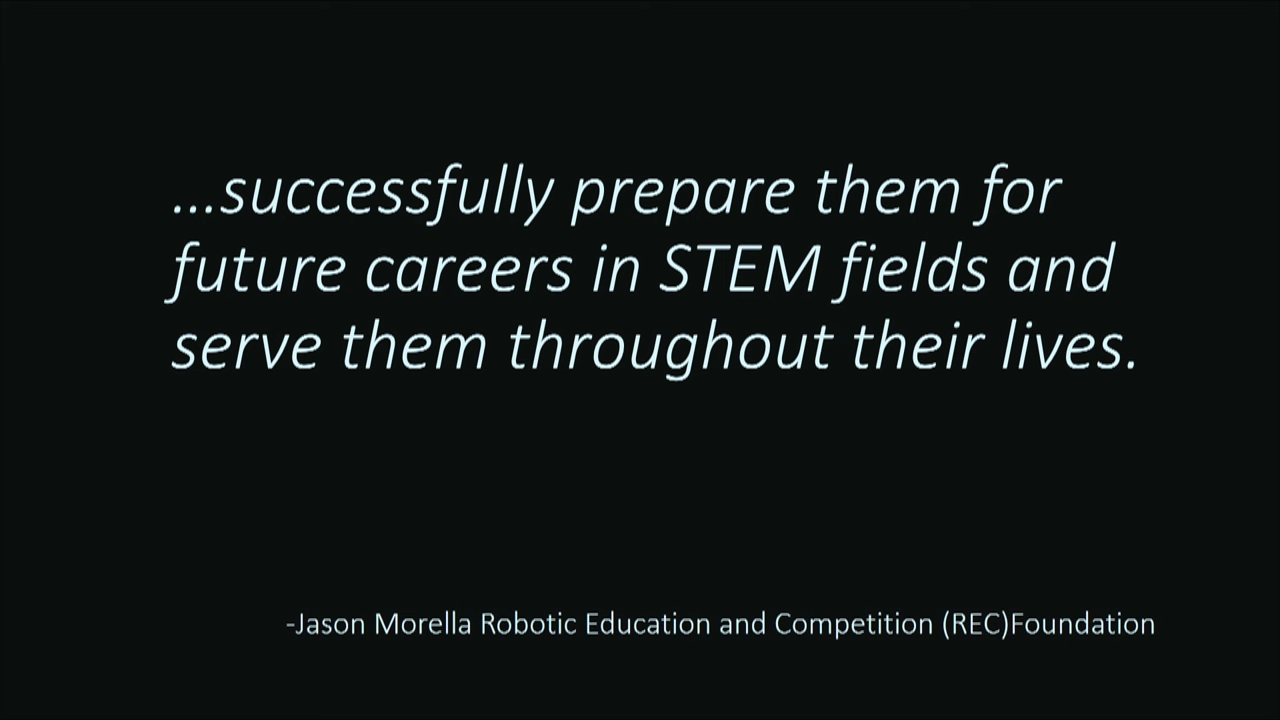 ...successfully prepare them for
future careers in STEM fields and
serve them throughout their lives.
-Jason Morella Robotic Education and Competition (REC)Foundation